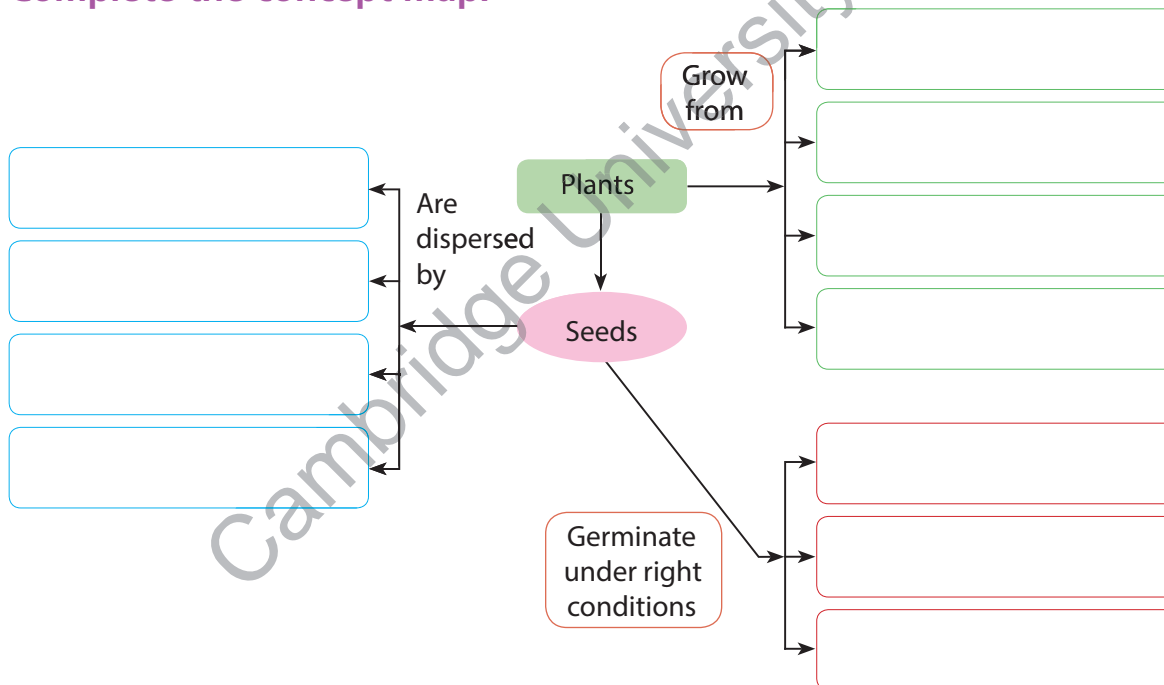 Complete the concept map.
Grow
from
Plants
Are
dispersed
by
Seeds
Germinate
under right
conditions
Cambridge University